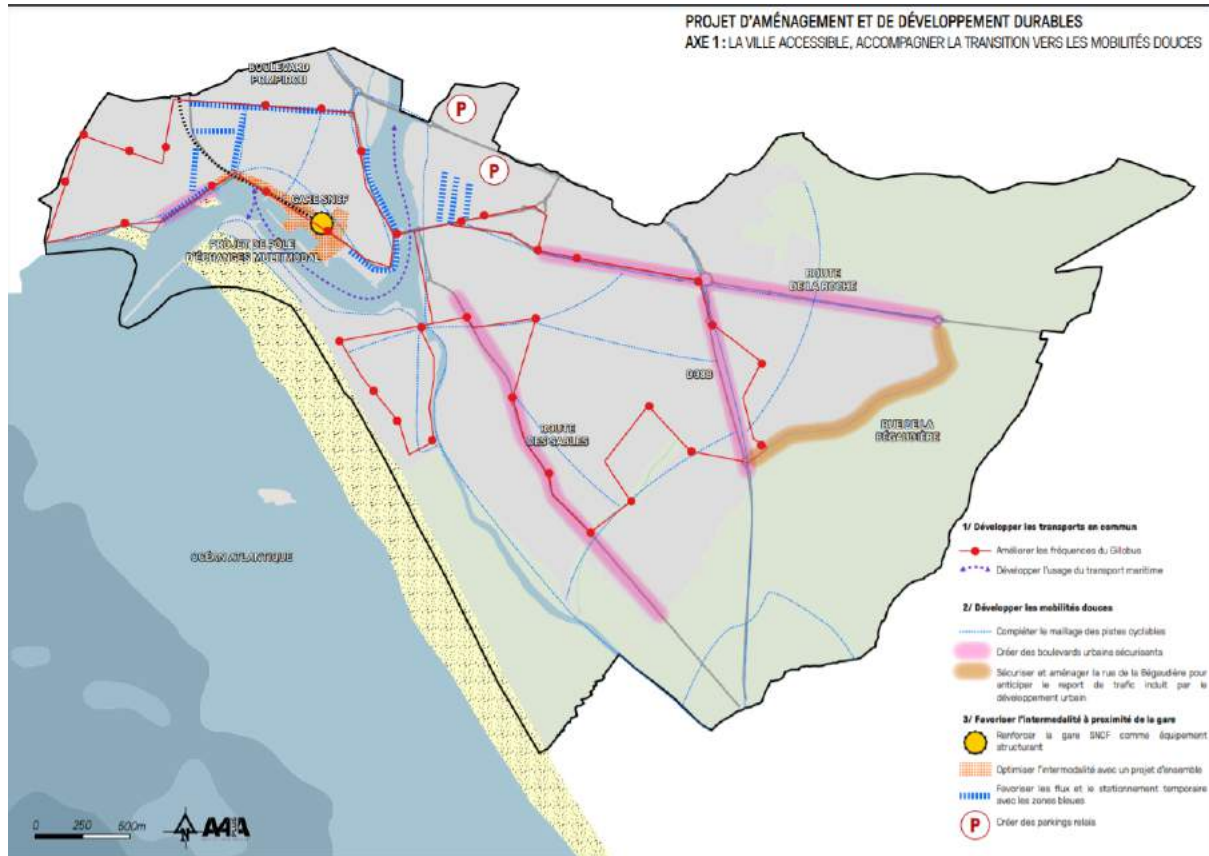 PROJET D'AMÉNAGEMENT ET DE DÉVELOPPEMENT DURABLES
AXE 1 : LA VILLE ACCESSIBLE, ACCOMPAGNER LA TRANSITION VERS LES MOBILITÉS DOUCES
BOULEVARD
POMPIDOU
P
P
GARE SNCF
PROJET DE PÔLE
D'ÉCHANGES MULTIMODAL
ROUTE
DE LA ROCHE
D38B
ROUTE
DES SABLES
RUE DE LA
BÉGAUDIÈRE
OCÉAN ATLANTIQUE
1/ Développer les transports en commun
Améliorer les fréquences du Gillobus
Développer l'usage du transport maritime
2/ Développer les mobilités douces
Compléter le maillage des pistes cyclables
Créer des boulevards urbains sécurisants
Sécuriser et aménager la rue de la Bégaudière pour
anticiper le report de trafic induit par le
développement urbain
3/ Favoriser l'intermodalité à proximité de la gare
Renforcer la gare SNCF comme équipement
structurant
Optimiser l'intermodalité avec un projet d'ensemble
Favoriser les flux et le stationnement temporaire
avec les zones bleues
P
Créer des parkings relais
0 250 500m
N